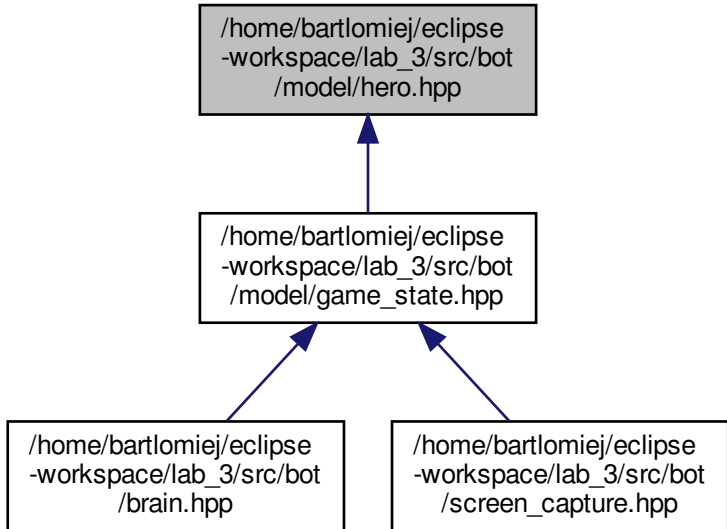 /home/bartlomiej/eclipse
-workspace/lab_3/src/bot
/model/hero.hpp
/home/bartlomiej/eclipse
-workspace/lab_3/src/bot
/model/game_state.hpp
/home/bartlomiej/eclipse
-workspace/lab_3/src/bot
/brain.hpp
/home/bartlomiej/eclipse
-workspace/lab_3/src/bot
/screen_capture.hpp